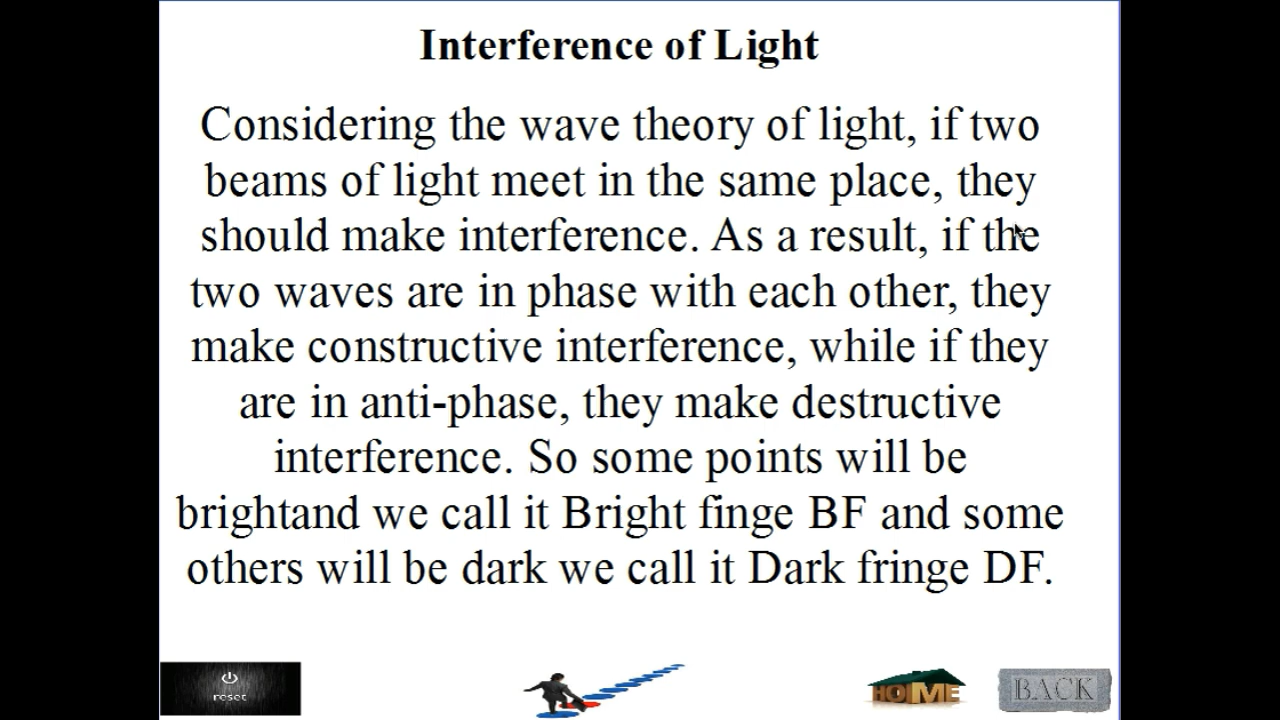 Interference of Light
Considering the wave theory of light, if two
beams of light meet in the same place, they
should make interference. As a result, if the
two waves are in phase with each other, they
make constructive interference, while if they
are in anti-phase, they make destructive
interference. So some points will be
brightand we call it Bright finge BF and some
others will be dark we call it Dark fringe DF.
reset
HOME
BACK